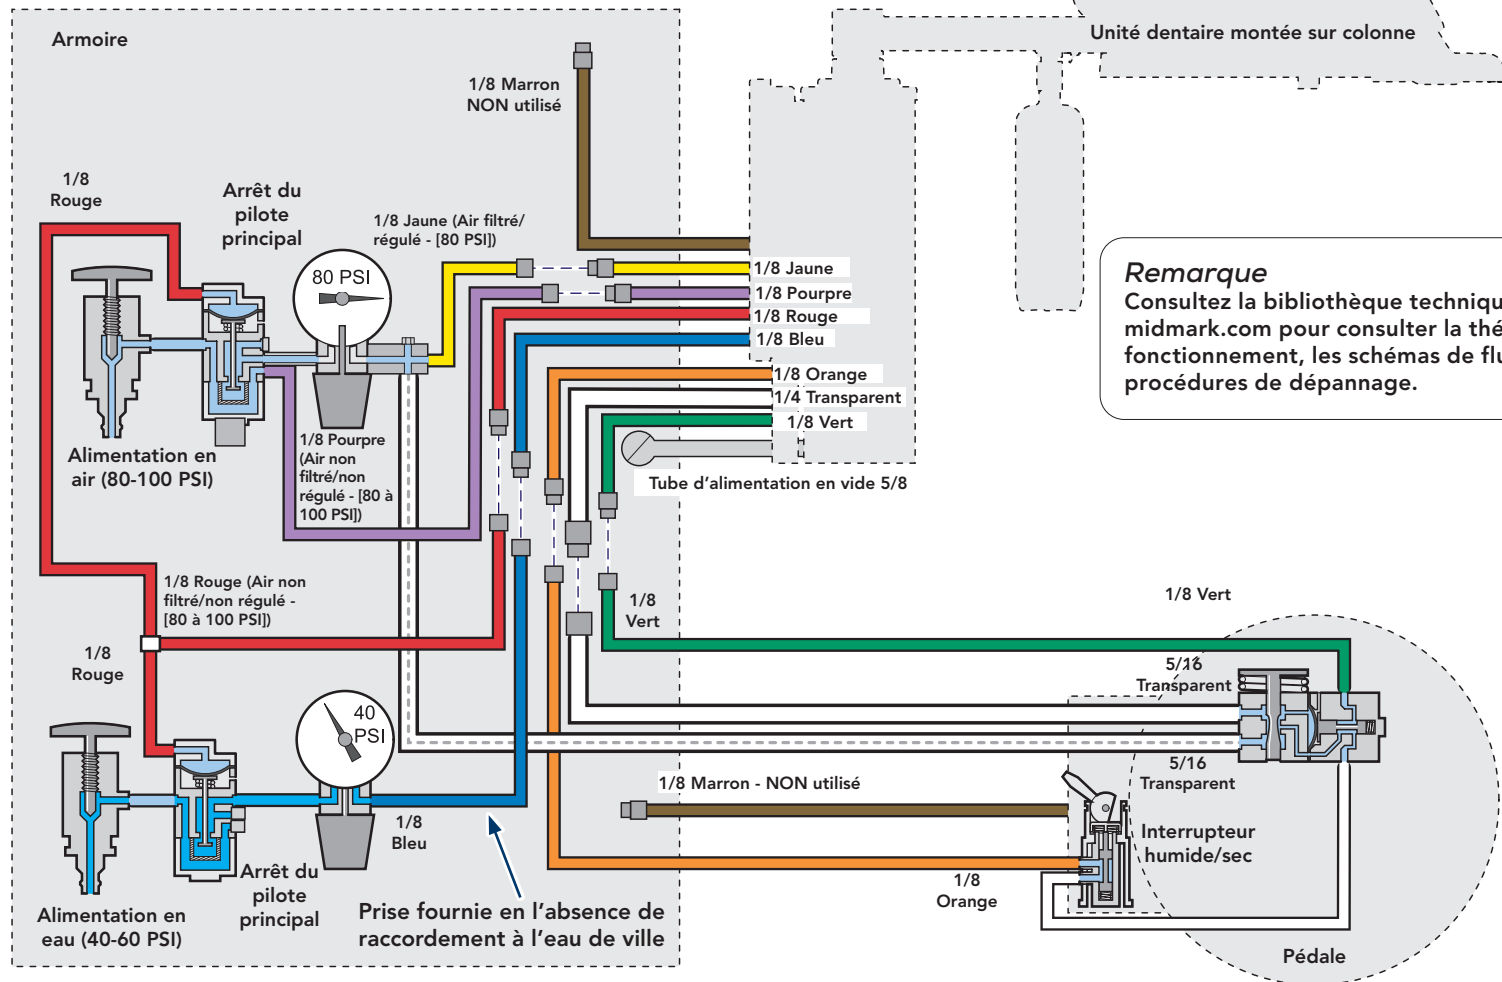 Armoire
Unité dentaire montée sur colonne
1/8 Marron
NON utilisé
1/8
Rouge
Arrêt du
pilote
principal
1/8 Jaune (Air filtré/
régulé - [80 PSI])
80 PSI
1/8 Jaune
1/8 Pourpre
1/8 Rouge
1/8 Bleu
1/8 Orange
1/4 Transparent
1/8 Vert
Remarque
Consultez la bibliothèque techniqu
midmark.com pour consulter la thé
fonctionnement, les schémas de flu
procédures de dépannage.
Alimentation en
air (80-100 PSI)
1/8 Pourpre
(Air non
filtré/non
régulé - [80 à
100 PSI])
Tube d'alimentation en vide 5/8
1/8 Rouge (Air non
filtré/non régulé -
[80 à 100 PSI])
1/8
Vert
1/8 Vert
1/8
Rouge
5/16
Transparent
40
PSI
5/16
Transparent
1/8 Marron - NON utilisé
1/8
Bleu
Interrupteur
humide/sec
Arrêt du
pilote
principal
1/8
Orange
Alimentation en
eau (40-60 PSI)
Prise fournie en l'absence de
raccordement à l'eau de ville
Pédale